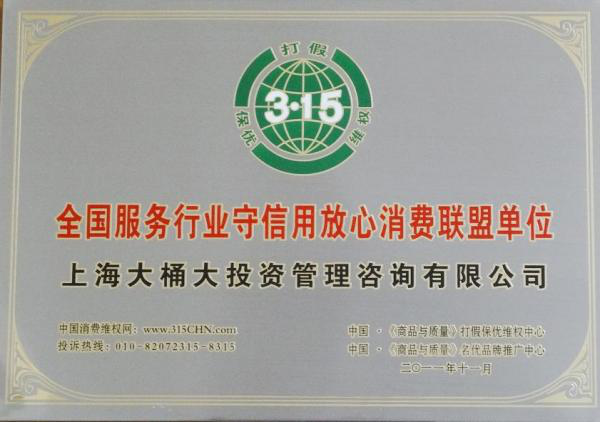 打假
3·15
保优
维权
全国服务行业守信用放心消费联盟单位
上海大桶大投资管理咨询有限公司
中国消费维权网：www.315CHN.com
投诉热线：010-82072315-8315
中国·《商品与质量》打假保优维权中心
中国·《商品与质量》名优品牌推广中心
二〇一一年十一月